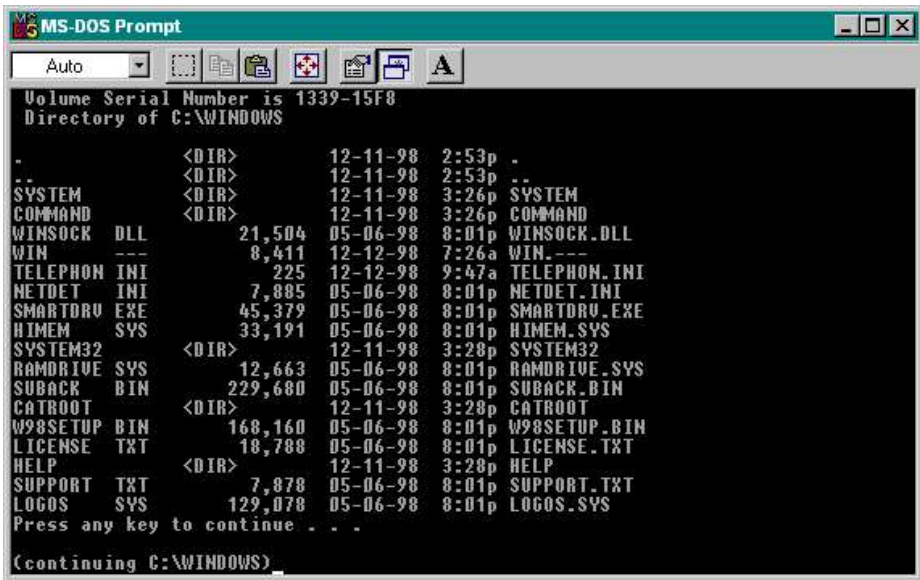 MS-DOS Prompt
Auto A
Volume Serial Number is 1339-15F8
Directory of C:\WINDOWS
. <DIR> 12-11-98 2:53p .
.. <DIR> 12-11-98 2:53p ..
SYSTEM <DIR> 12-11-98 3:26p SYSTEM
COMMAND <DIR> 12-11-98 3:26p COMMAND
WINSOCK DLL 21,504 05-06-98 8:01p WINSOCK.DLL
WIN --- 8,411 12-12-98 7:26a WIN.---
TELEPHON INI 225 12-12-98 9:47a TELEPHON.INI
NETDET INI 7,885 05-06-98 8:01p NETDET.INI
SMARTDRV EXE 45,379 05-06-98 8:01p SMARTDRV.EXE
HIMEM SYS 33,191 05-06-98 8:01p HIMEM.SYS
SYSTEM32 <DIR> 12-11-98 3:28p SYSTEM32
RAMDRIVE SYS 12,663 05-06-98 8:01p RAMDRIVE.SYS
SUBACK BIN 229,680 05-06-98 8:01p SUBACK.BIN
CATROOT <DIR> 12-11-98 3:28p CATROOT
W98SETUP BIN 168,160 05-06-98 8:01p W98SETUP.BIN
LICENSE TXT 18,788 05-06-98 8:01p LICENSE.TXT
HELP <DIR> 12-11-98 3:28p HELP
SUPPORT TXT 7,878 05-06-98 8:01p SUPPORT.TXT
LOGOS SYS 129,078 05-06-98 8:01p LOGOS.SYS
Press any key to continue . . .
(continuing C:\WINDOWS)_